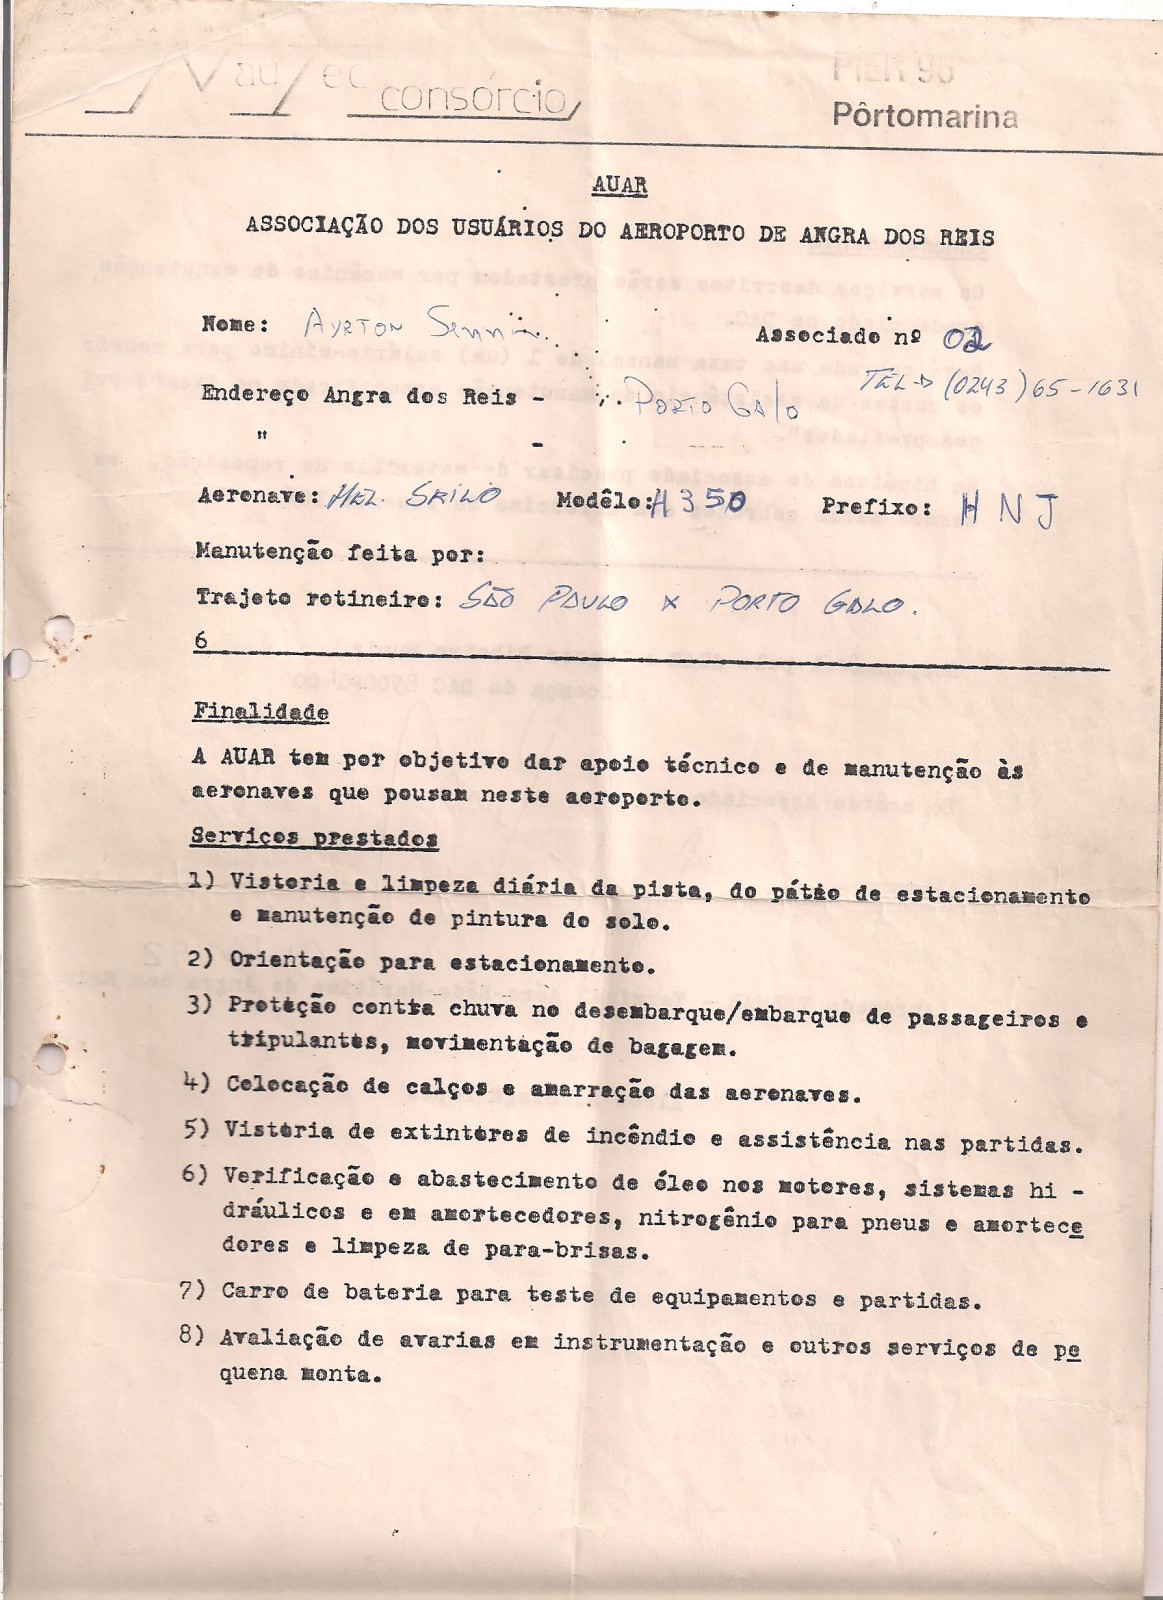 Nautec consórcio
PIER 98
Pôrtomarina
AUAR
ASSOCIAÇÃO DOS USUÁRIOS DO AEROPORTO DE ANGRA DOS REIS
Nome: AYRTON SENNA
Associado nº 02
TEL → (0243) 65-1631
Endereço Angra dos Reis - PORTO GALO
" -
Aeronave: HEL. Modêlo: H350 Prefixo: HNJ
Manutenção feita por:
Trajeto rotineiro: SÃO PAULO x PORTO GALO.
6
Finalidade
A AUAR tem por objetivo dar apoio técnico e de manutenção às
aeronaves que pousam neste aeroporto.
Serviços prestados
1) Vistoria e limpeza diária da pista, do pátio de estacionamento
e manutenção de pintura do solo.
2) Orientação para estacionamento.
3) Proteção contra chuva no desembarque/embarque de passageiros e
tripulantes, movimentação de bagagem.
4) Colocação de calços e amarração das aeronaves.
5) Vistoria de extintores de incêndio e assistência nas partidas.
6) Verificação e abastecimento de óleo nos motores, sistemas hi -
dráulicos e em amortecedores, nitrogênio para pneus e amortece
dores e limpeza de para-brisas.
7) Carro de bateria para teste de equipamentos e partidas.
8) Avaliação de avarias em instrumentação e outros serviços de pe
quena monta.